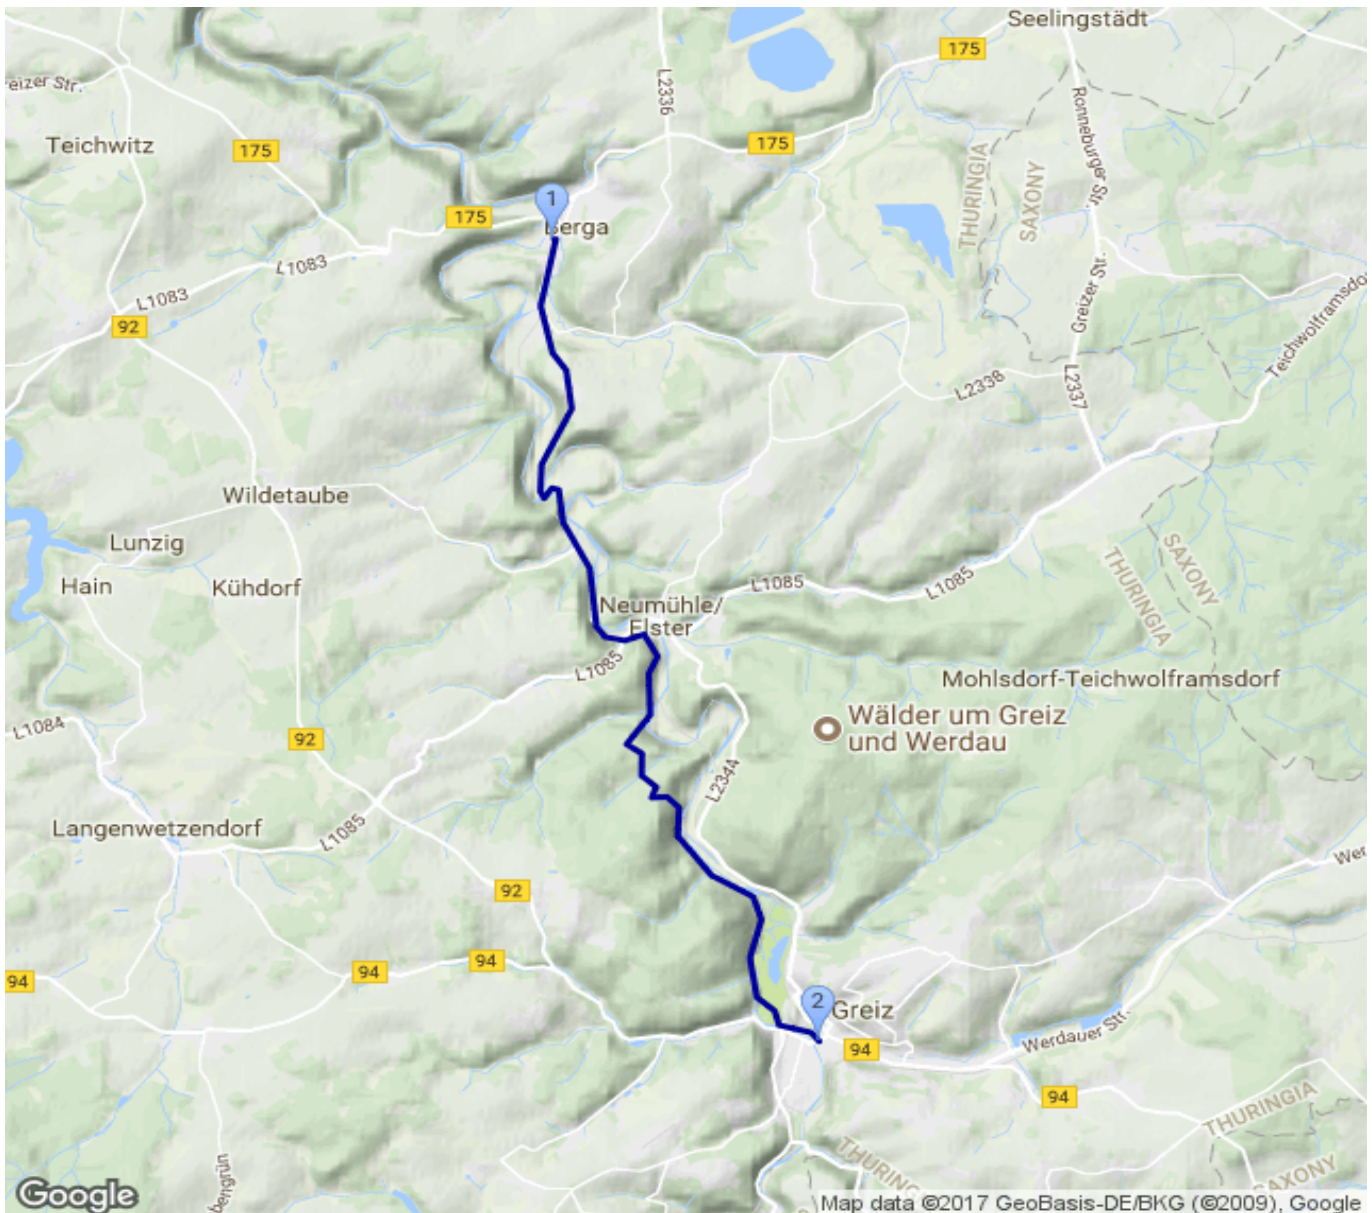 Seelingstädt
175
L2336
reizer Str.
Ronneburger Str.
Teichwitz
175
175
THURINGIA
SAXONY
1
175
Berga
L1083
L1083
Greizer Str.
92
Teichwolframsdorf
L2338
L2337
Wildetaube
Lunzig
SAXONY
THURINGIA
Hain
Kühdorf
L1085
L1085
Neumühle/
Elster
L1085
Mohlsdorf-Teichwolframsdorf
Wälder um Greiz
und Werdau
L1084
92
L2344
Langenwetzendorf
L1085
Wer
92
94
94
94
2
Greiz
Werdauer Str.
94
94
THURINGIA
THURING
SAXONY
Google
Map data ©2017 GeoBasis-DE/BKG (©2009), Google